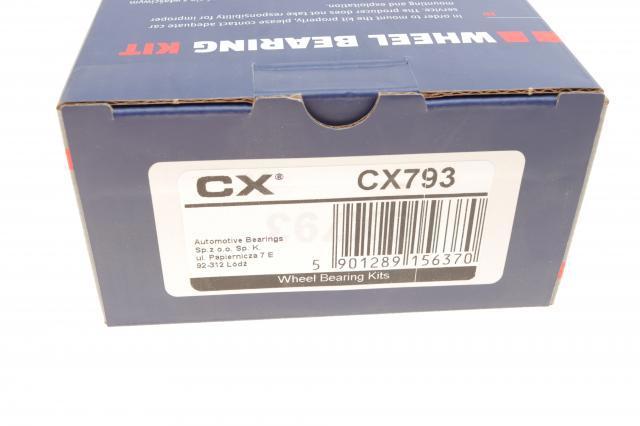 WHEEL BEARING KIT
In order to mount the kit properly, please contact adequate car
service. The producer does not take responsibility for improper
mounting and exploitation.
CX® CX793
Automotive Bearings
Sp.z o.o. Sp. K.
ul. Papiernicza 7 E
92-312 Łódź
5 901289 156370
Wheel Bearing Kits